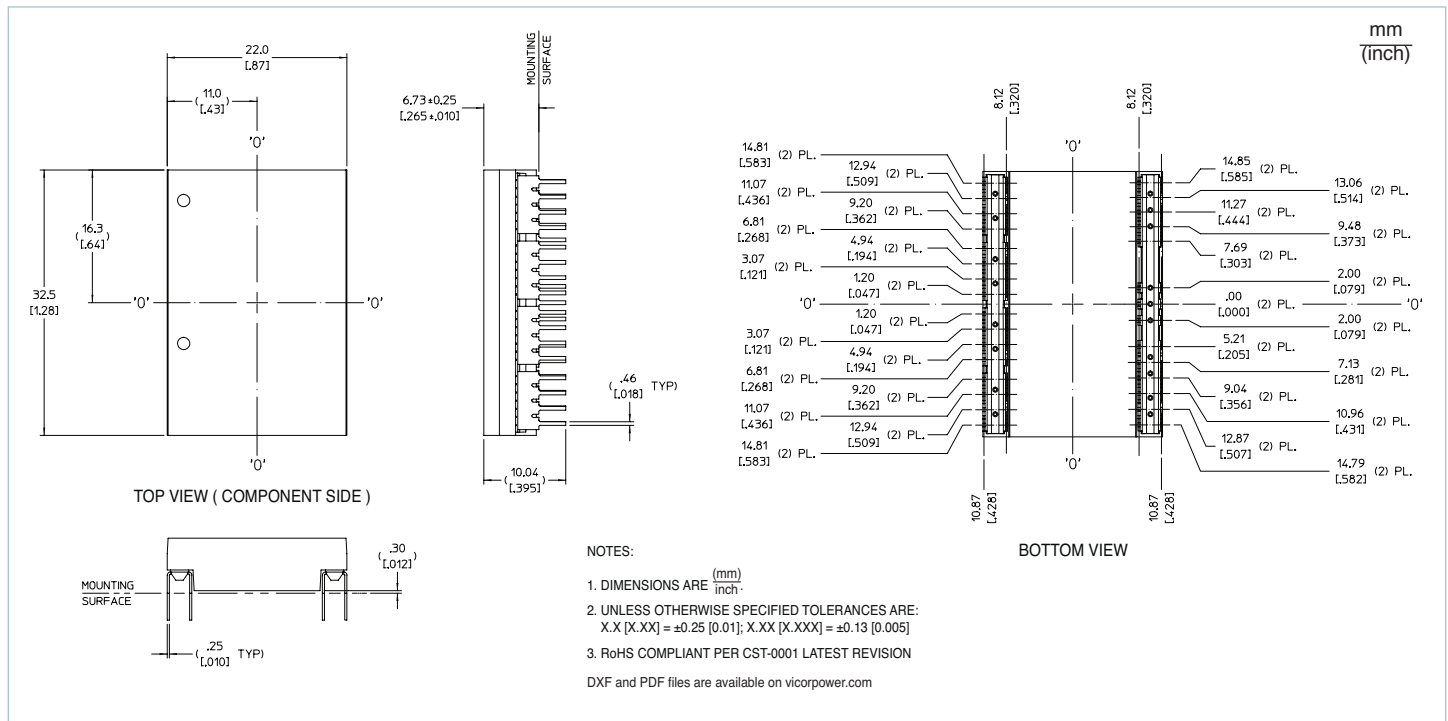 mm
(inch)
22.0
[.87]
( 11.0 )
[.43]
'0'
( 16.3 )
[.64]
32.5
[1.28]
'0'
'0'
'0'
TOP VIEW ( COMPONENT SIDE )
MOUNTING
SURFACE
6.73±0.25
[.265±.010]
( .46 TYP)
[.018]
( 10.04 )
[.395]
8.12
[.320]
8.12
[.320]
'0'
14.81 (2) PL.
[.583]
12.94 (2) PL.
[.509]
11.07 (2) PL.
[.436]
9.20 (2) PL.
[.362]
6.81 (2) PL.
[.268]
4.94 (2) PL.
[.194]
3.07 (2) PL.
[.121]
1.20 (2) PL.
[.047]
'0'
1.20 (2) PL.
[.047]
3.07 (2) PL.
[.121]
4.94 (2) PL.
[.194]
6.81 (2) PL.
[.268]
9.20 (2) PL.
[.362]
11.07 (2) PL.
[.436]
12.94 (2) PL.
[.509]
14.81 (2) PL.
[.583]
14.85 (2) PL.
[.585]
13.06 (2) PL.
[.514]
11.27 (2) PL.
[.444]
9.48 (2) PL.
[.373]
7.69 (2) PL.
[.303]
2.00 (2) PL.
[.079]
.00 (2) PL.
[.000]
'0'
2.00 (2) PL.
[.079]
5.21 (2) PL.
[.205]
7.13 (2) PL.
[.281]
9.04 (2) PL.
[.356]
10.96 (2) PL.
[.431]
12.87 (2) PL.
[.507]
14.79 (2) PL.
[.582]
'0'
10.87
[.428]
10.87
[.428]
BOTTOM VIEW
MOUNTING
SURFACE
( .30 )
[.012]
( .25 TYP)
[.010]
NOTES:
1. DIMENSIONS ARE (mm)
inch.
2. UNLESS OTHERWISE SPECIFIED TOLERANCES ARE:
X.X [X.XX] = ±0.25 [0.01]; X.XX [X.XXX] = ±0.13 [0.005]
3. RoHS COMPLIANT PER CST-0001 LATEST REVISION
DXF and PDF files are available on vicorpower.com